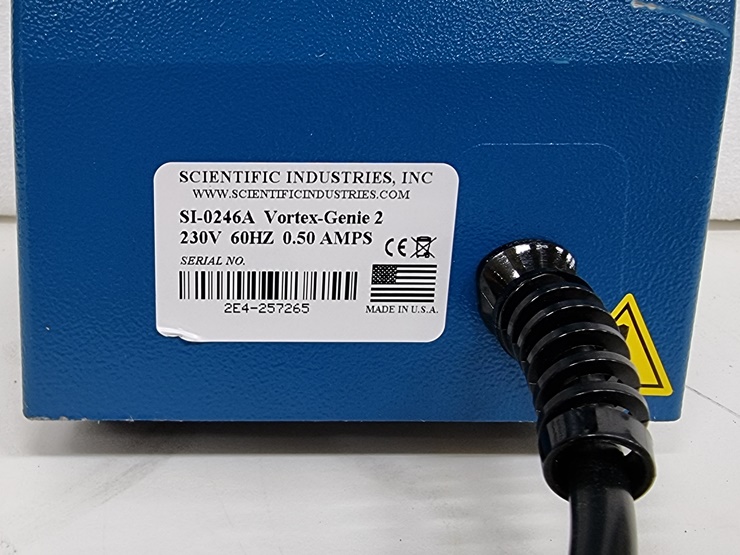 SCIENTIFIC INDUSTRIES, INC
WWW.SCIENTIFICINDUSTRIES.COM
SI-0246A Vortex-Genie 2
230V 60HZ 0.50 AMPS CE
SERIAL NO.
2E4-257265
MADE IN U.S.A.